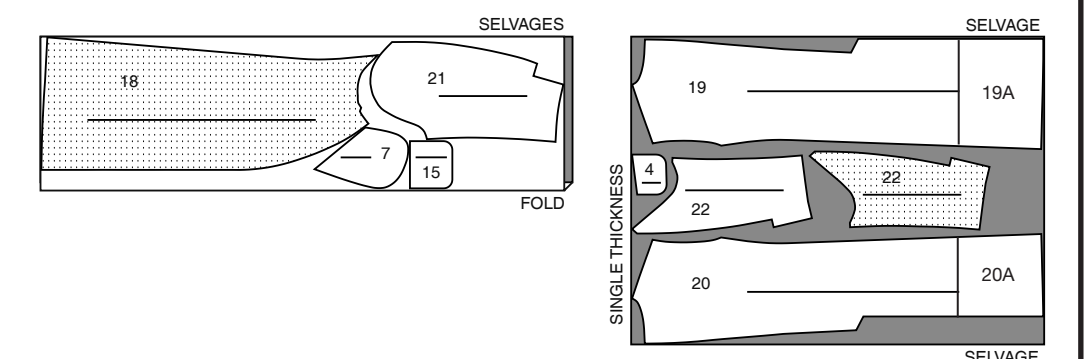 SELVAGES
18
21
7
15
FOLD
SELVAGE
19
19A
4
22
22
SINGLE THICKNESS
20
20A
SELVAGE